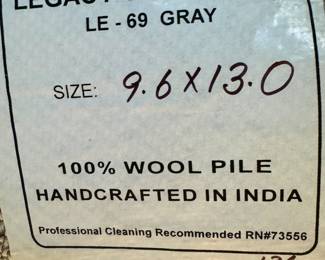 LE - 69 GRAY
SIZE: 9.6 X 13.0
100% WOOL PILE
HANDCRAFTED IN INDIA
Professional Cleaning Recommended RN#73556